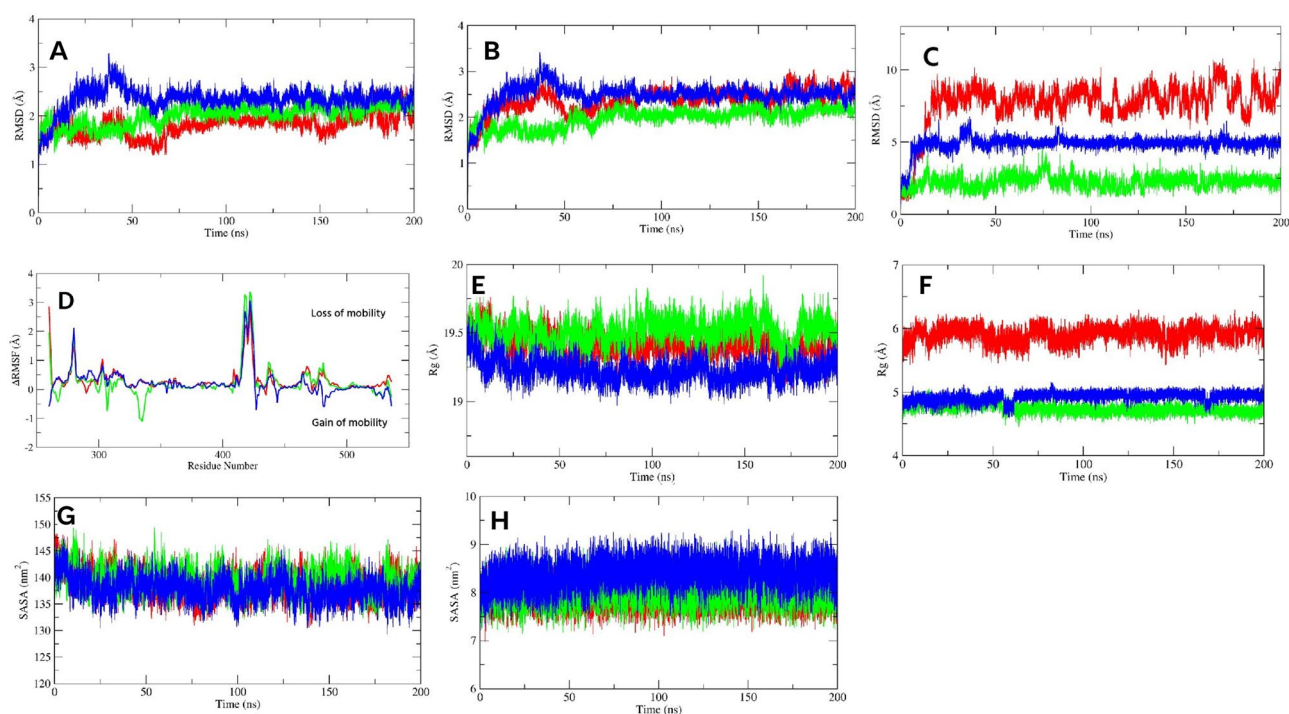 A
RMSD (Å)
4
3
2
1
0
0 50 100 150 200
Time (ns)
B
RMSD (Å)
4
3
2
1
0
0 50 100 150 200
Time (ns)
C
RMSD (Å)
10
5
0
0 50 100 150 200
Time (ns)
D
ΔRMSF (Å)
4
3
2
1
0
-1
-2
Loss of mobility
Gain of mobility
300 400 500
Residue Number
E
Rg (Å)
20
19.5
19
0 50 100 150 200
Time (ns)
F
Rg (Å)
7
6
5
4
0 50 100 150 200
Time (ns)
G
SASA (nm²)
155
150
145
140
135
130
125
120
0 50 100 150 200
Time (ns)
H
SASA (nm²)
10
9
8
7
6
0 50 100 150 200
Time (ns)